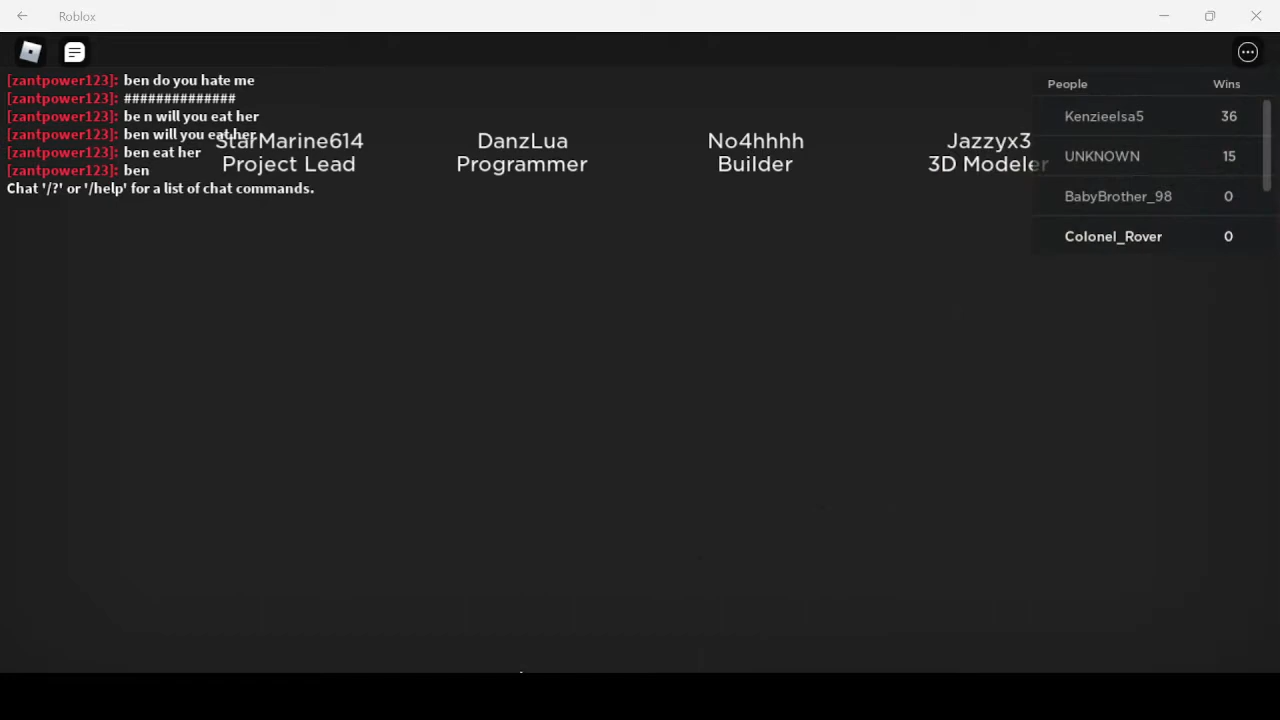 Roblox
[zantpower123]: ben do you hate me
[zantpower123]: ##############
[zantpower123]: be n will you eat her
[zantpower123]: ben will you eat her
[zantpower123]: ben eat her
[zantpower123]: ben
Chat '/?' or '/help' for a list of chat commands.
StarMarine614
Project Lead
DanzLua
Programmer
No4hhhh
Builder
Jazzyx3
3D Modeler
People Wins
KenzieeIsa5 36
UNKNOWN 15
BabyBrother_98 0
Colonel_Rover 0